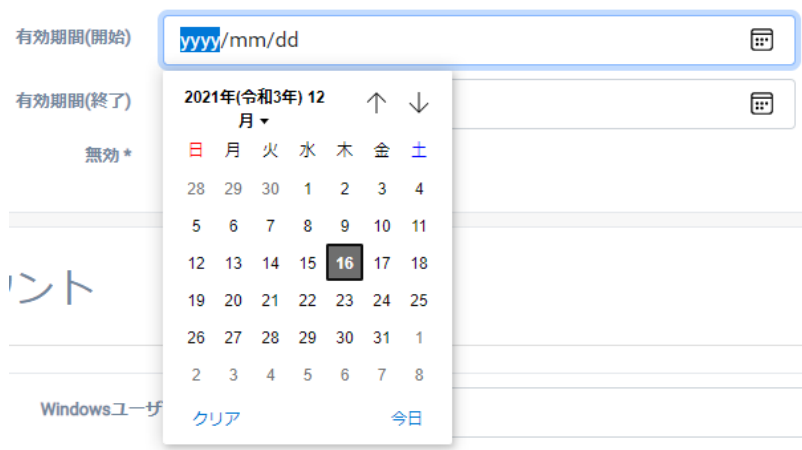 有効期間(開始)
yyyy/mm/dd
有効期間(終了)
2021年(令和3年) 12
月
無効 *
日 月 火 水 木 金 土
28 29 30 1 2 3 4
5 6 7 8 9 10 11
12 13 14 15 16 17 18
19 20 21 22 23 24 25
26 27 28 29 30 31 1
2 3 4 5 6 7 8
ント
クリア 今日
Windowsユーザ